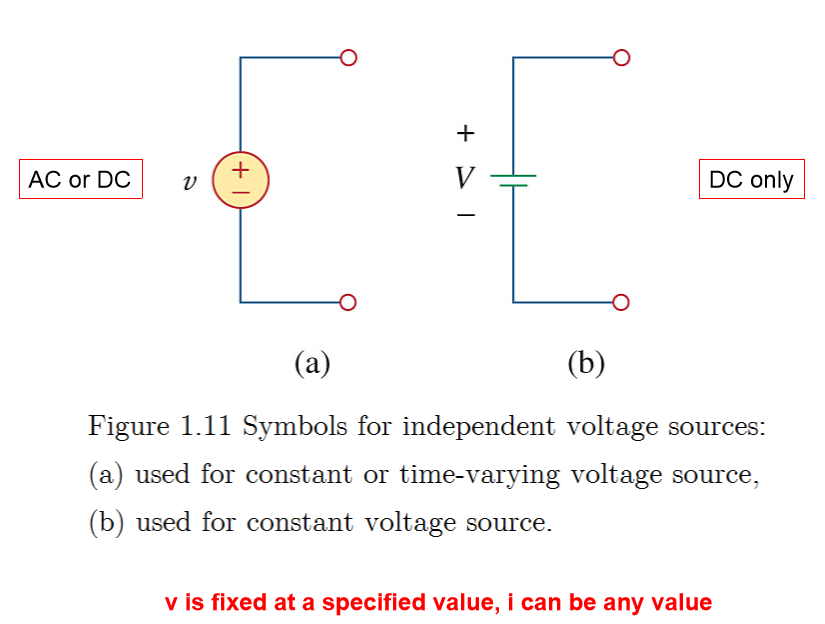 +
AC or DC
v
+
−
V
−
DC only
(a)
(b)
Figure 1.11 Symbols for independent voltage sources:
(a) used for constant or time-varying voltage source,
(b) used for constant voltage source.
v is fixed at a specified value, i can be any value